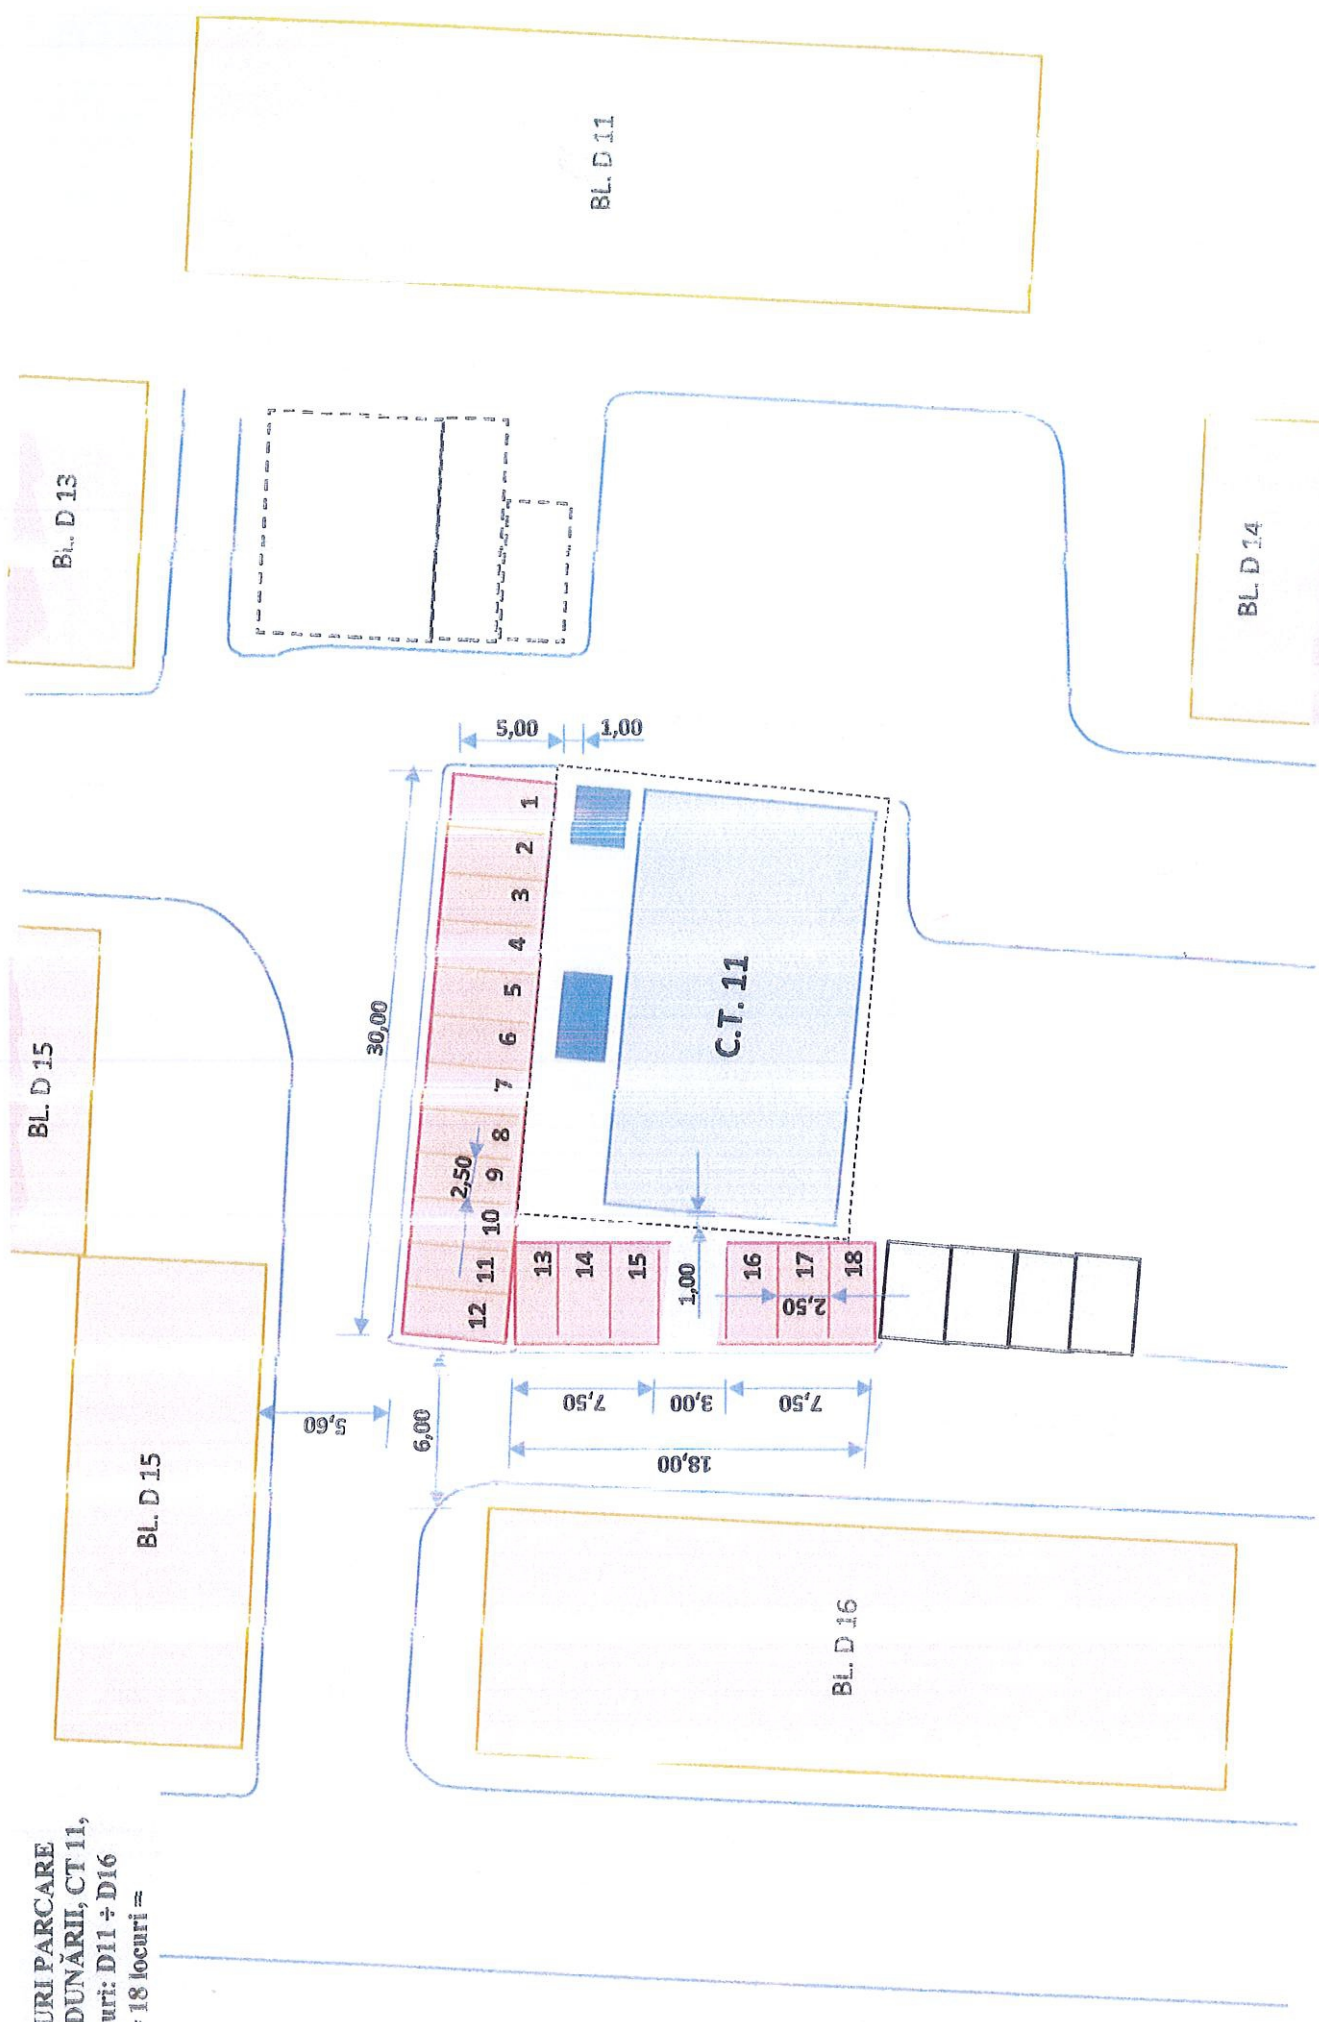 URI PARCARE
DUNĂRII, CT 11,
uri: D11 ÷ D16
18 locuri =
BL. D 15
BL. D 15
BL. D 13
BL. D 11
BL. D 14
BL. D 16
C.T. 11
30,00
5,00
1,00
2,50
1
2
3
4
5
6
7
8
9
10
11
12
13
14
15
16
17
18
1,00
2,50
5,60
6,00
7,50
3,00
7,50
18,00